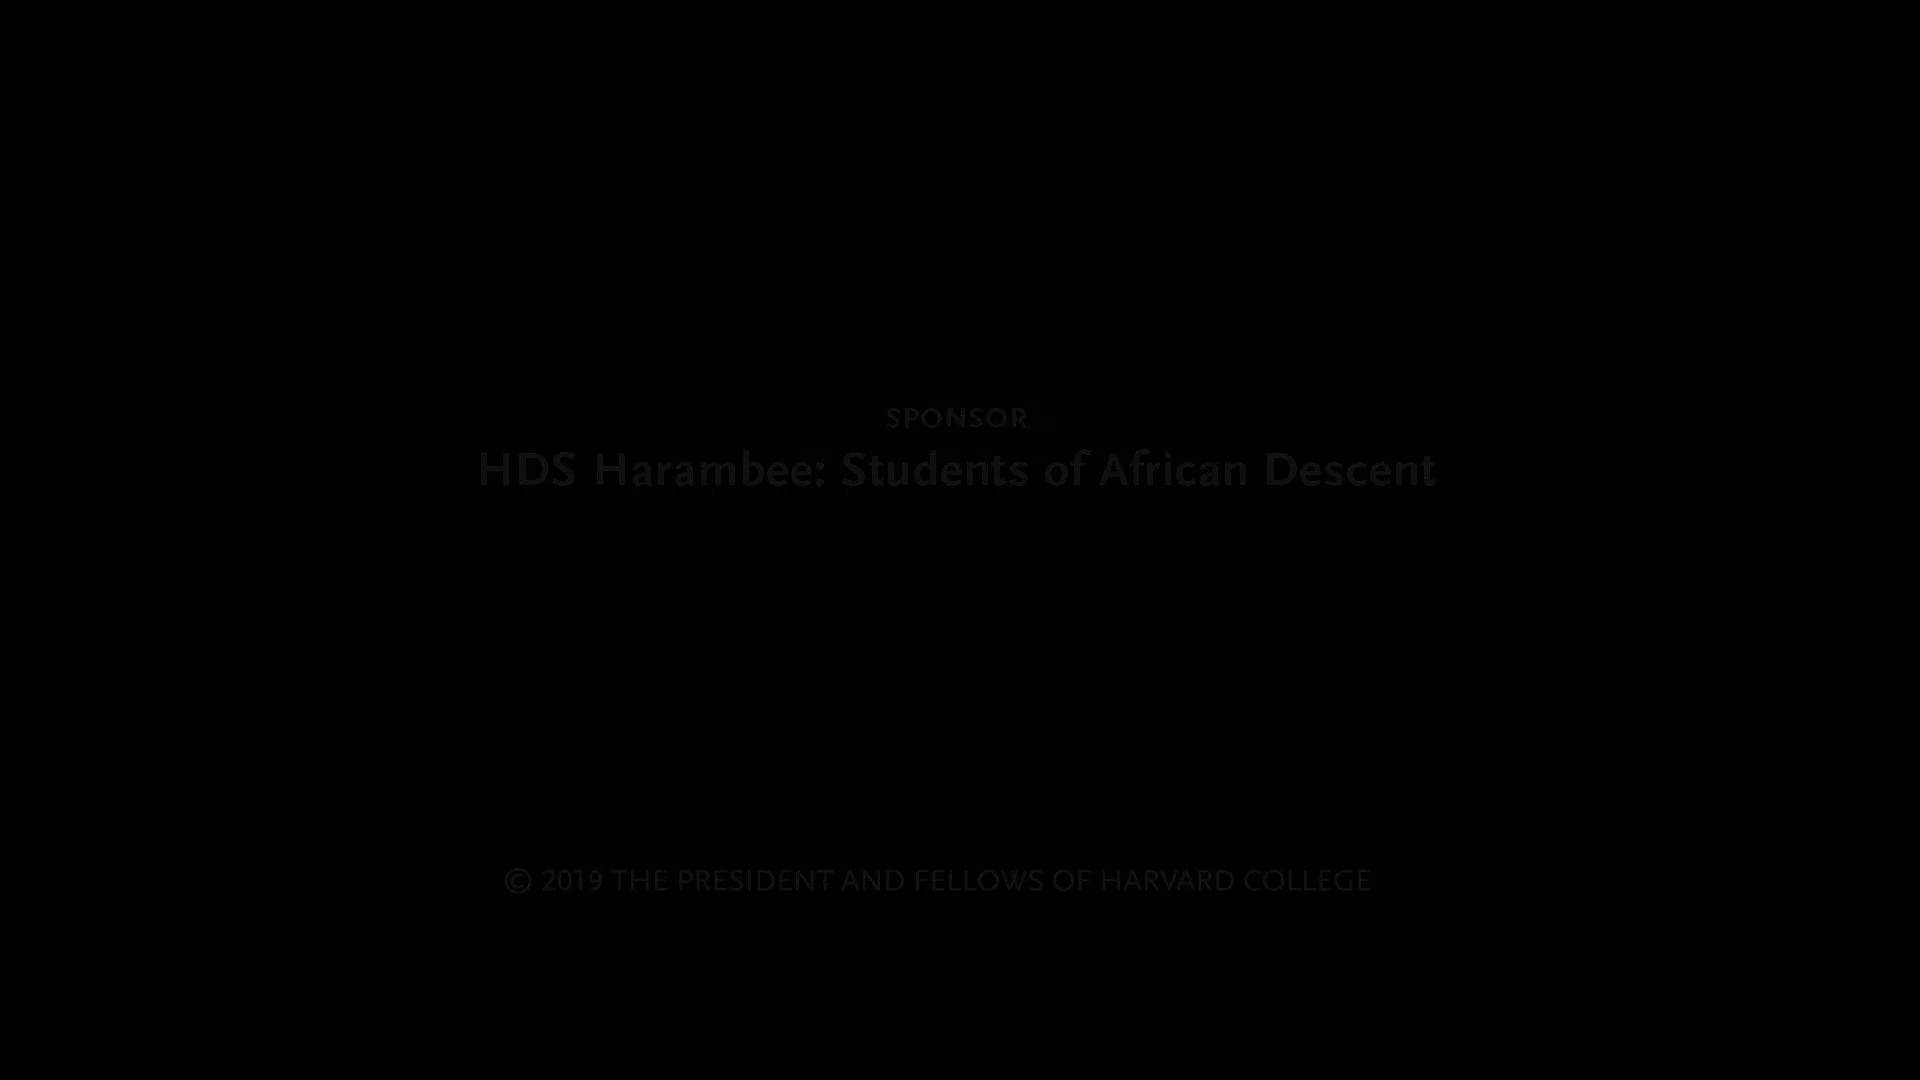 SPONSOR
HDS Harambee: Students of African Descent
© 2019 THE PRESIDENT AND FELLOWS OF HARVARD COLLEGE